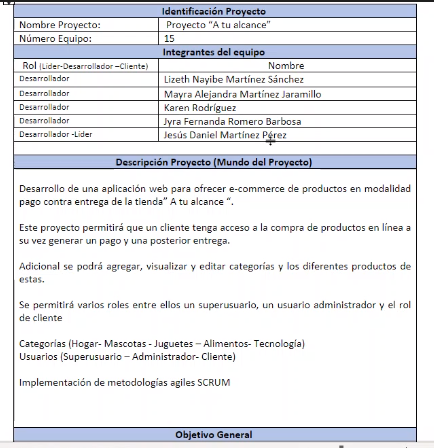 Identificación Proyecto
Nombre Proyecto: Proyecto "A tu alcance"
Número Equipo: 15
Integrantes del equipo
Rol (Líder-Desarrollador –Cliente) Nombre
Desarrollador Lizeth Nayibe Martínez Sánchez
Desarrollador Mayra Alejandra Martínez Jaramillo
Desarrollador Karen Rodríguez
Desarrollador Jyra Fernanda Romero Barbosa
Desarrollador -Líder Jesús Daniel Martínez Pérez
Descripción Proyecto (Mundo del Proyecto)
Desarrollo de una aplicación web para ofrecer e-commerce de productos en modalidad
pago contra entrega de la tienda" A tu alcance ".
Este proyecto permitirá que un cliente tenga acceso a la compra de productos en línea a
su vez generar un pago y una posterior entrega.
Adicional se podrá agregar, visualizar y editar categorías y los diferentes productos de
estas.
Se permitirá varios roles entre ellos un superusuario, un usuario administrador y el rol
de cliente
Categorías (Hogar- Mascotas - Juguetes – Alimentos- Tecnología)
Usuarios (Superusuario – Administrador- Cliente)
Implementación de metodologías agiles SCRUM
Objetivo General